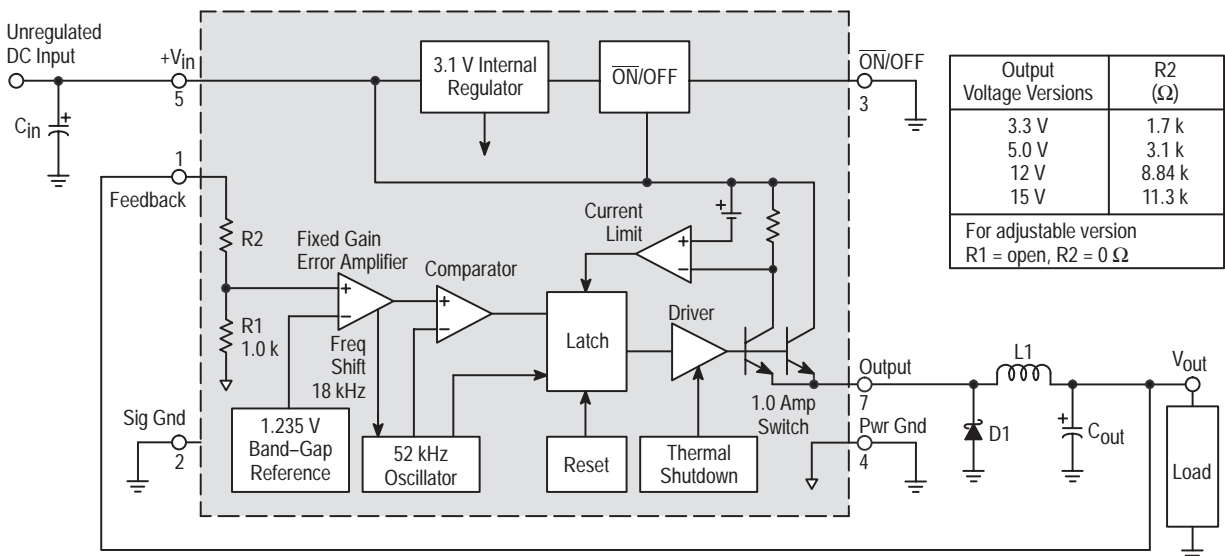 Unregulated
DC Input
+Vin
5
Cin
1
Feedback
3.1 V Internal
Regulator
ON/OFF
ON/OFF
3
Output
Voltage Versions
R2
(Ω)
3.3 V
1.7 k
5.0 V
3.1 k
12 V
8.84 k
15 V
11.3 k
For adjustable version
R1 = open, R2 = 0 Ω
R2
Fixed Gain
Error Amplifier
Comparator
Current
Limit
R1
1.0 k
Freq
Shift
18 kHz
Latch
Driver
1.0 Amp
Switch
Output
7
L1
Vout
Sig Gnd
2
1.235 V
Band–Gap
Reference
52 kHz
Oscillator
Reset
Thermal
Shutdown
Pwr Gnd
4
D1
Cout
Load